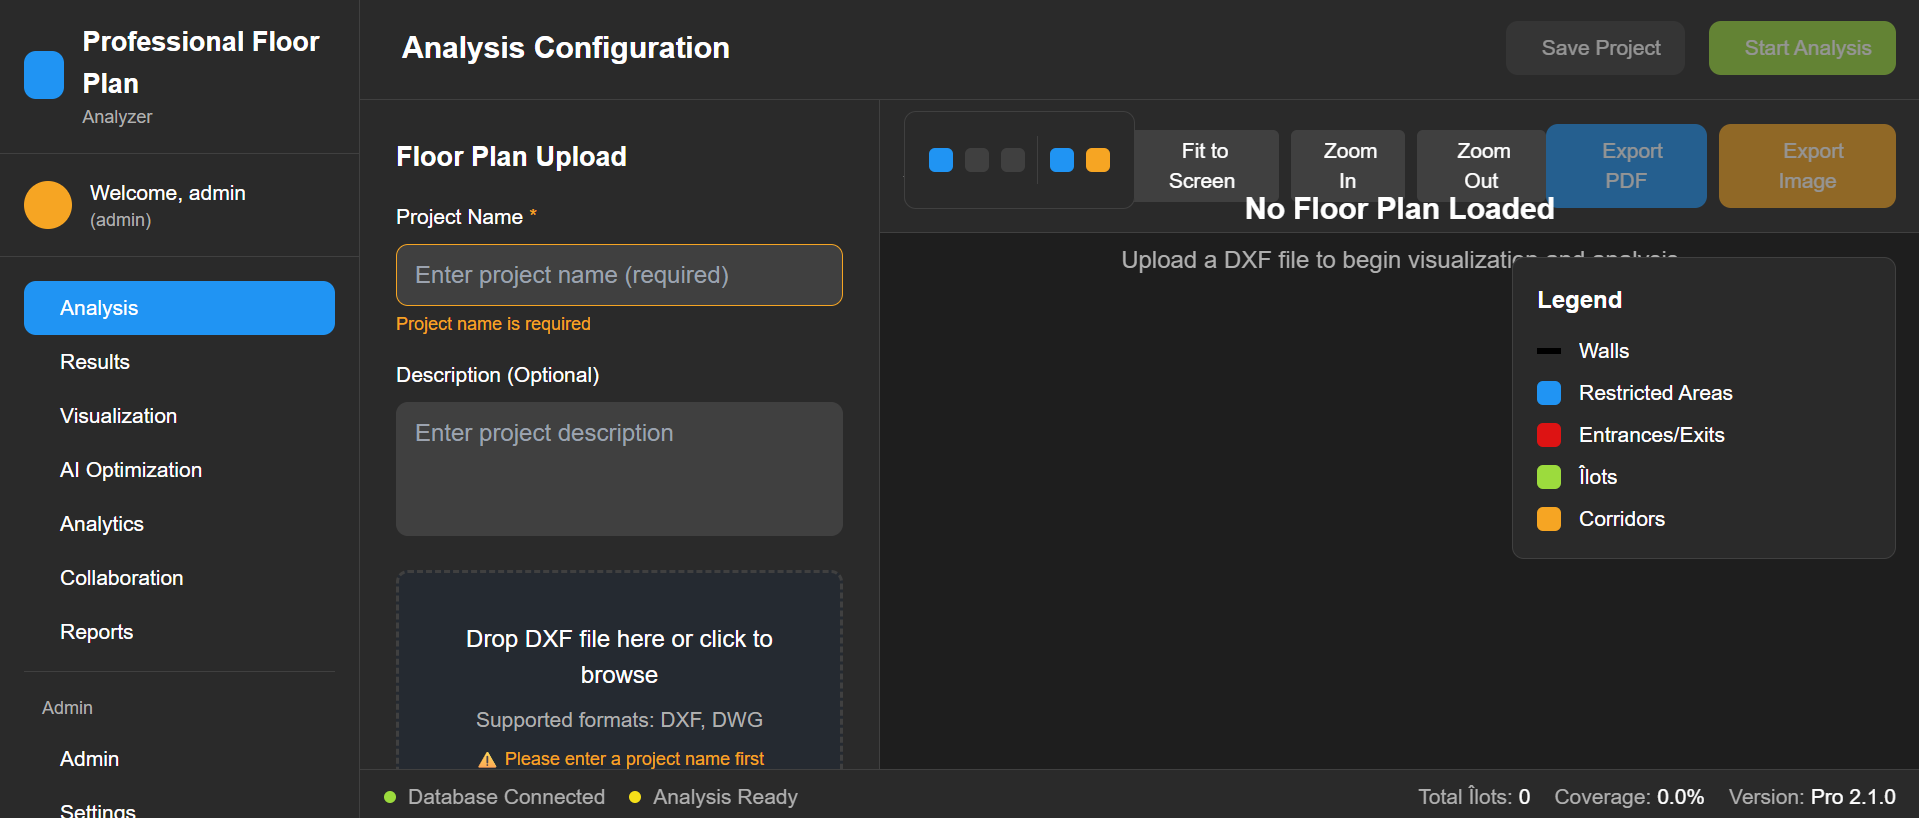 Professional Floor
Plan
Analyzer
Welcome, admin
(admin)
Analysis
Results
Visualization
AI Optimization
Analytics
Collaboration
Reports
Admin
Admin
Settings
Analysis Configuration
Save Project
Start Analysis
Floor Plan Upload
Project Name *
Enter project name (required)
Project name is required
Description (Optional)
Enter project description
Drop DXF file here or click to
browse
Supported formats: DXF, DWG
⚠ Please enter a project name first
Fit to
Screen
Zoom
In
Zoom
Out
Export
PDF
Export
Image
No Floor Plan Loaded
Upload a DXF file to begin visualization and analysis
Legend
Walls
Restricted Areas
Entrances/Exits
Îlots
Corridors
Database Connected
Analysis Ready
Total Îlots: 0
Coverage: 0.0%
Version: Pro 2.1.0